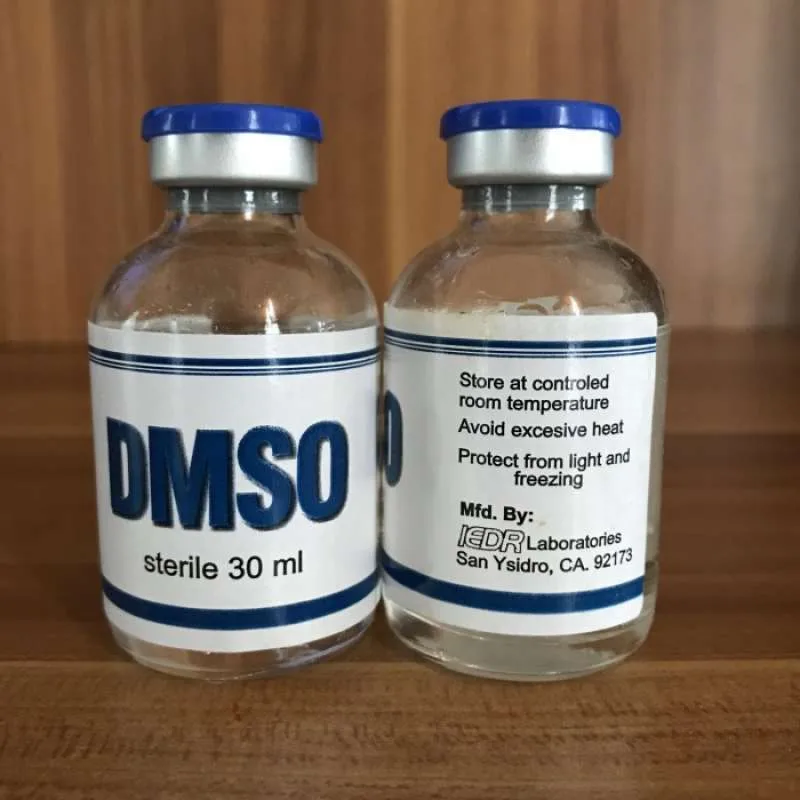 DMSO
sterile 30 ml
O
Store at controled
room temperature
Avoid excesive heat
Protect from light and
freezing
Mfd. By:
IEDR Laboratories
San Ysidro, CA. 92173